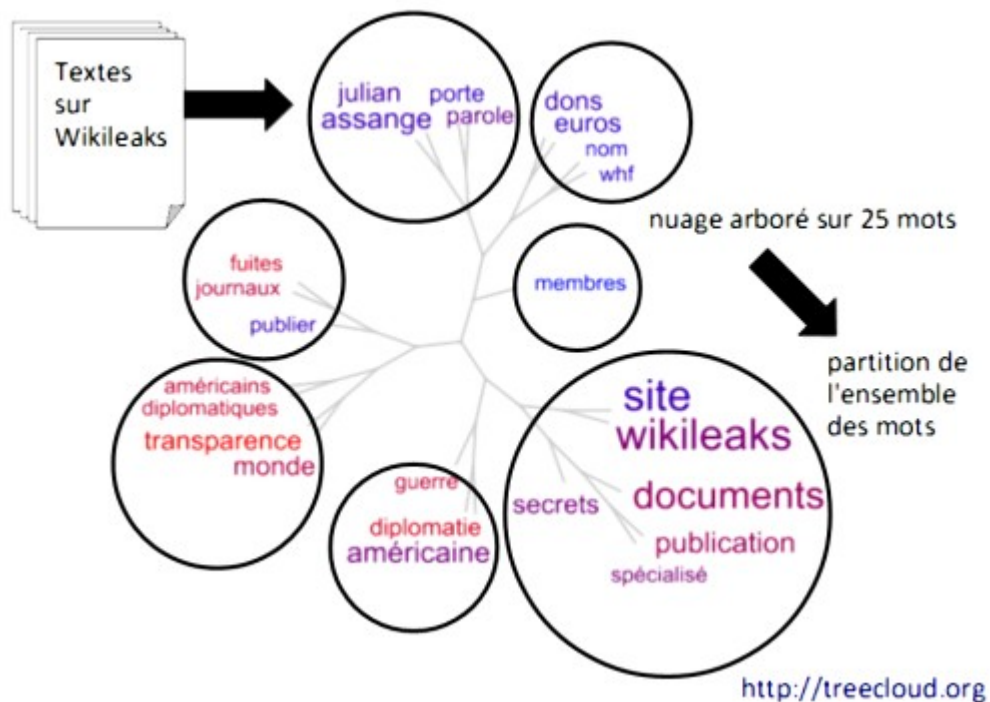 Textes
sur
Wikileaks
julian porte
assange parole
dons
euros
nom
whf
nuage arboré sur 25 mots
fuites
journaux
publier
membres
partition de
l'ensemble
des mots
américains
diplomatiques
transparence
monde
guerre
diplomatie
américaine
site
wikileaks
documents
secrets
publication
spécialisé
http://treecloud.org